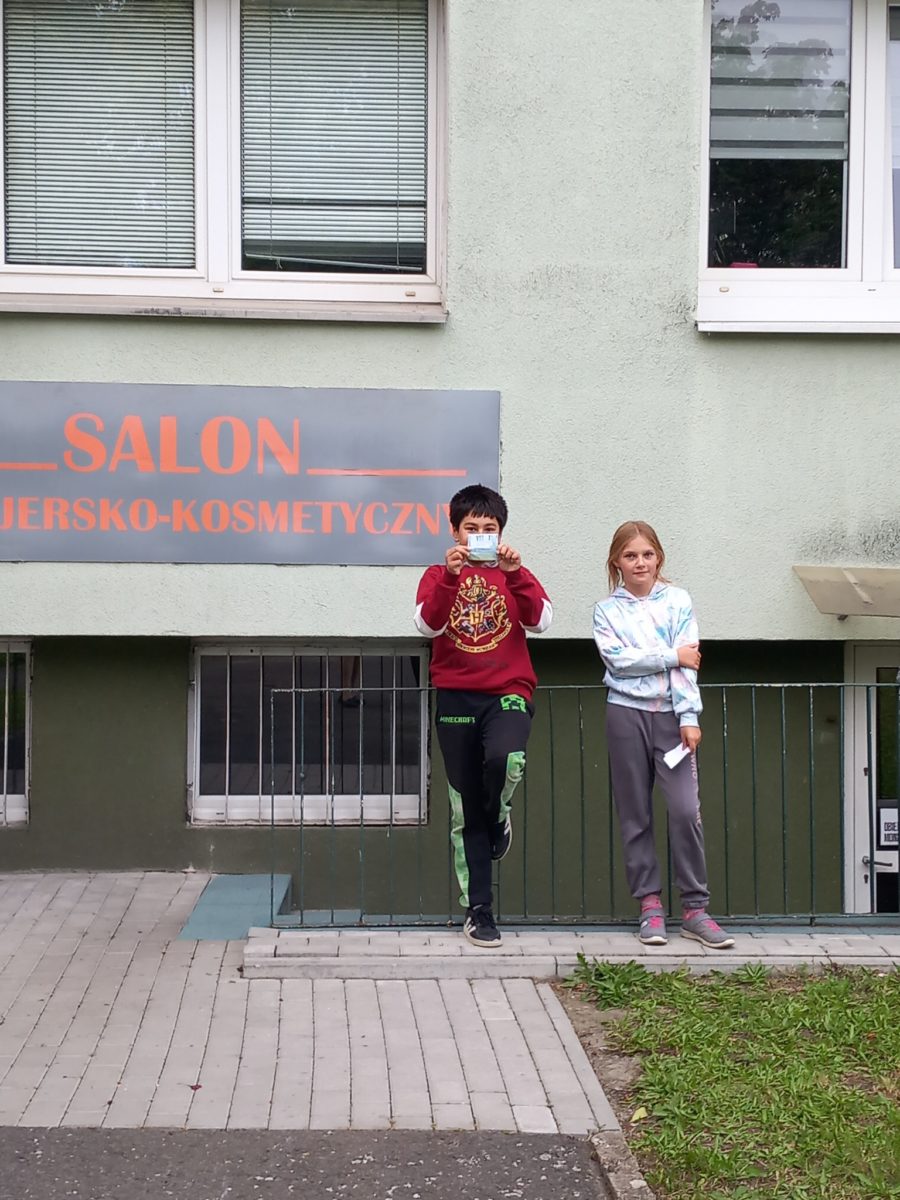 SALON
JERSKO-KOSMETYCZNY
H
MINECRAFT